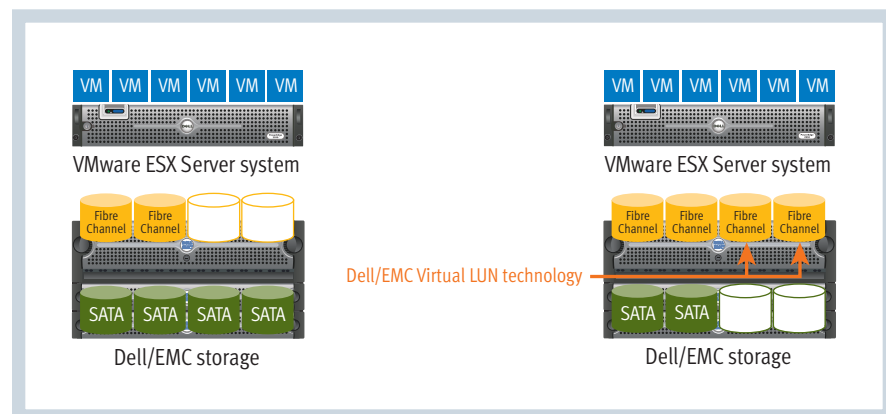 VM VM VM VM VM VM
DELL
VMware ESX Server system
Fibre Channel
Fibre Channel
SATA SATA SATA SATA
Dell/EMC storage
Dell/EMC Virtual LUN technology
VM VM VM VM VM VM
DELL
VMware ESX Server system
Fibre Channel
Fibre Channel
Fibre Channel
Fibre Channel
SATA SATA
Dell/EMC storage